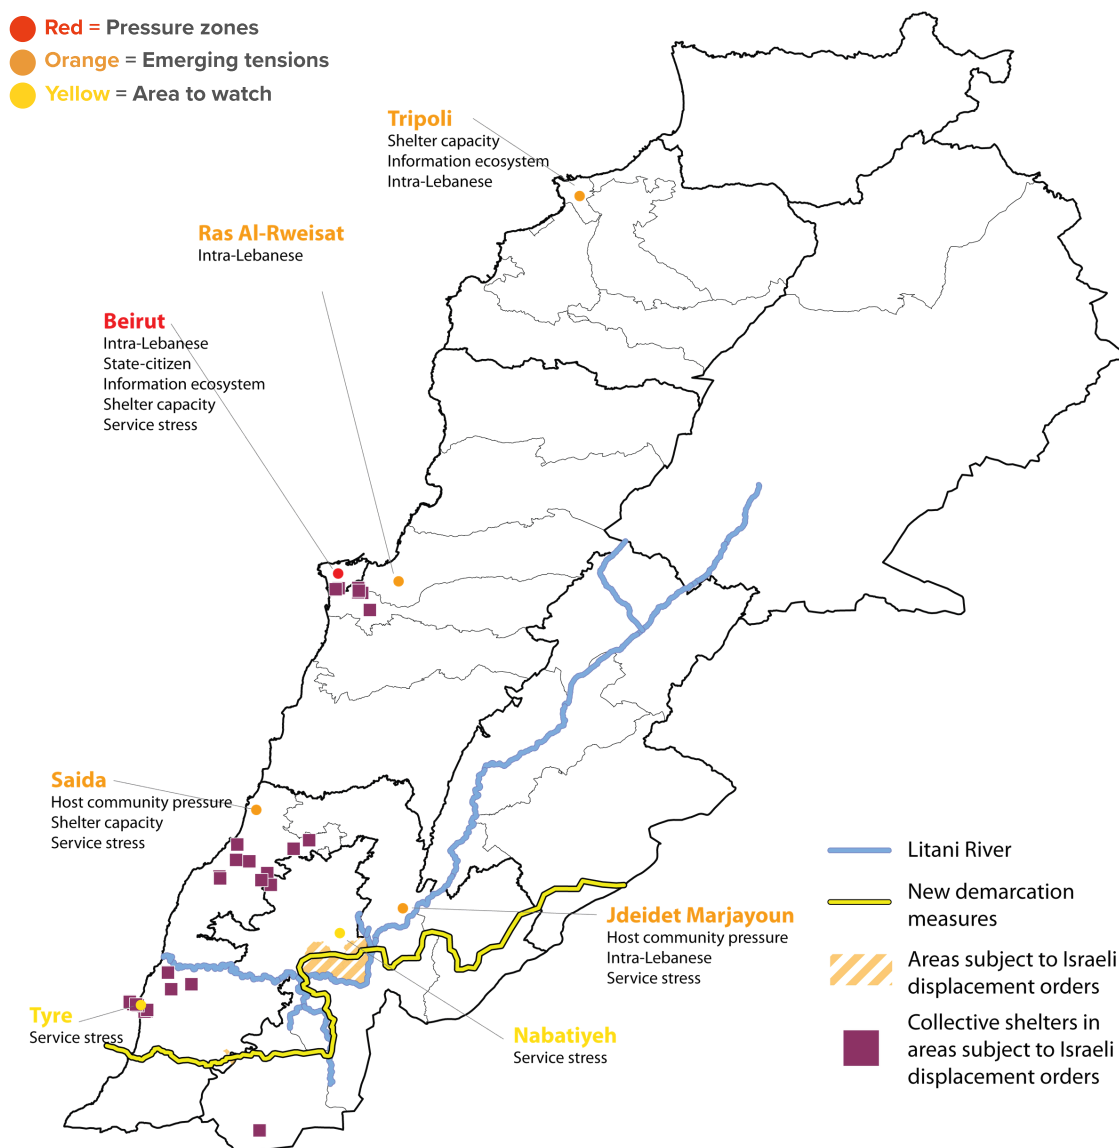 Red = Pressure zones
Orange = Emerging tensions
Yellow = Area to watch
Tripoli
Shelter capacity
Information ecosystem
Intra-Lebanese
Ras Al-Rweisat
Intra-Lebanese
Beirut
Intra-Lebanese
State-citizen
Information ecosystem
Shelter capacity
Service stress
Saida
Host community pressure
Shelter capacity
Service stress
Jdeidet Marjayoun
Host community pressure
Intra-Lebanese
Service stress
Tyre
Service stress
Nabatiyeh
Service stress
Litani River
New demarcation
measures
Areas subject to Israeli
displacement orders
Collective shelters in
areas subject to Israeli
displacement orders